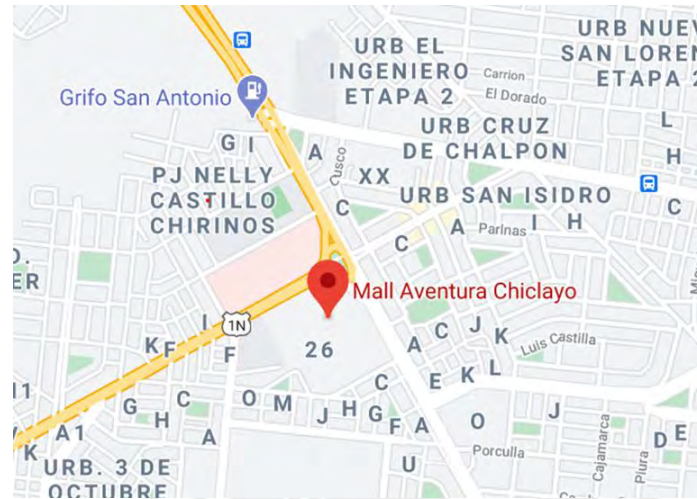 URB NUEV
SAN LOREN
ETAPA 2
URB EL
INGENIERO
ETAPA 2
Carrion
El Dorado
Grifo San Antonio
URB CRUZ
DE CHALPON
L
H
G I
A
Cusco
XX
PJ NELLY
CASTILLO
CHIRINOS
URB SAN ISIDRO
C
C
A
Parinas
I
H
C
O.
ER
Mall Aventura Chiclayo
I
1N
F
K F
26
A
C
J
K
Luis Castilla
11
G
H
C
A
O
M
J
H
G
F
A
C
E
K
L
O
J
D
E
K
A1
U
Porculla
Cajamarca
Piura
URB. 3 DE
OCTUBRE